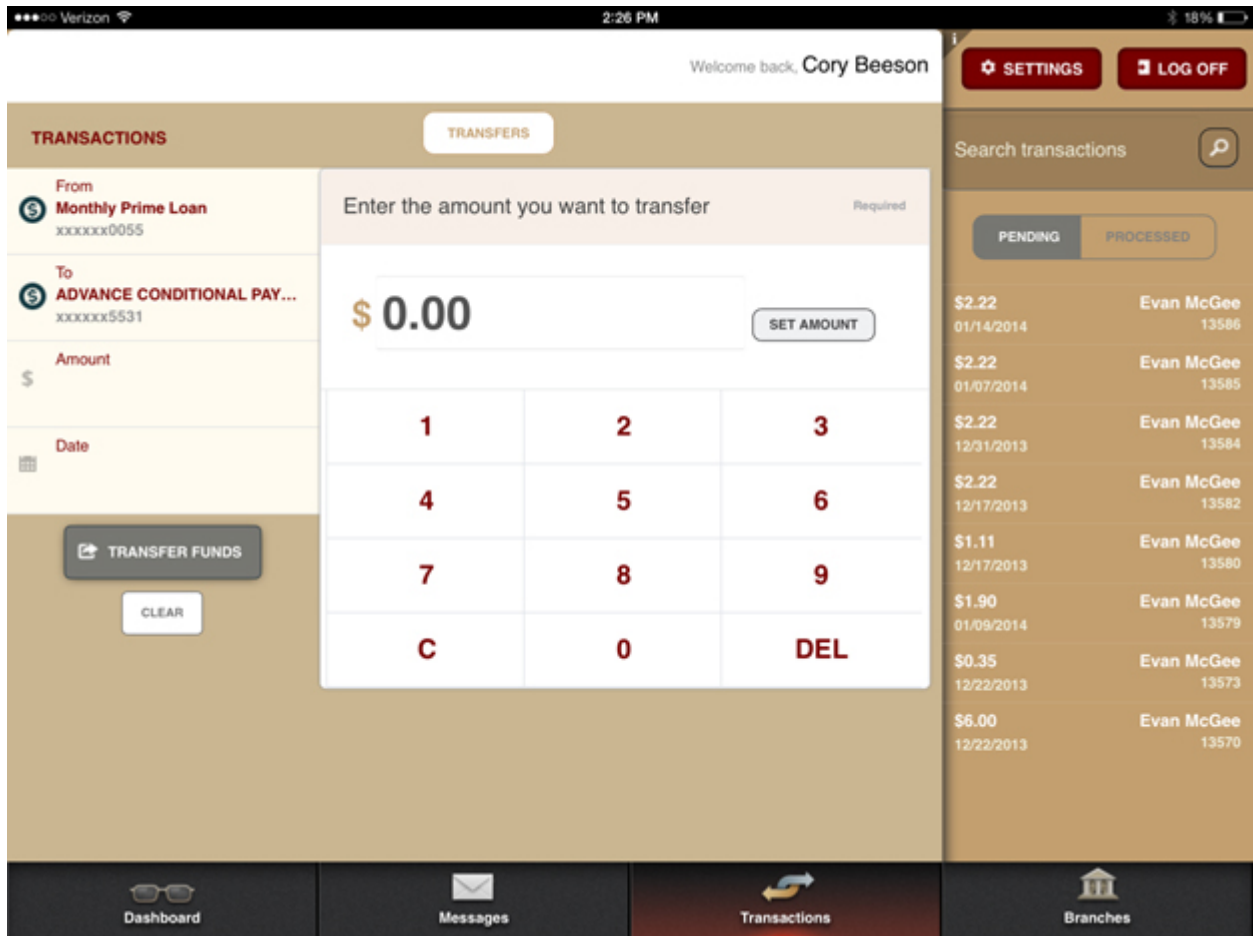 Verizon 2:26 PM 18%
Welcome back, Cory Beeson
i
SETTINGS LOG OFF
TRANSACTIONS
TRANSFERS
From
Monthly Prime Loan
xxxxxx0055
To
ADVANCE CONDITIONAL PAY...
xxxxxx5531
Amount
$
Date
TRANSFER FUNDS
CLEAR
Enter the amount you want to transfer Required
$ 0.00
SET AMOUNT
1 2 3
4 5 6
7 8 9
C 0 DEL
Search transactions
PENDING PROCESSED
$2.22 Evan McGee
01/14/2014 13586
$2.22 Evan McGee
01/07/2014 13585
$2.22 Evan McGee
12/31/2013 13584
$2.22 Evan McGee
12/17/2013 13582
$1.11 Evan McGee
12/17/2013 13580
$1.90 Evan McGee
01/09/2014 13579
$0.35 Evan McGee
12/22/2013 13573
$6.00 Evan McGee
12/22/2013 13570
Dashboard Messages Transactions Branches